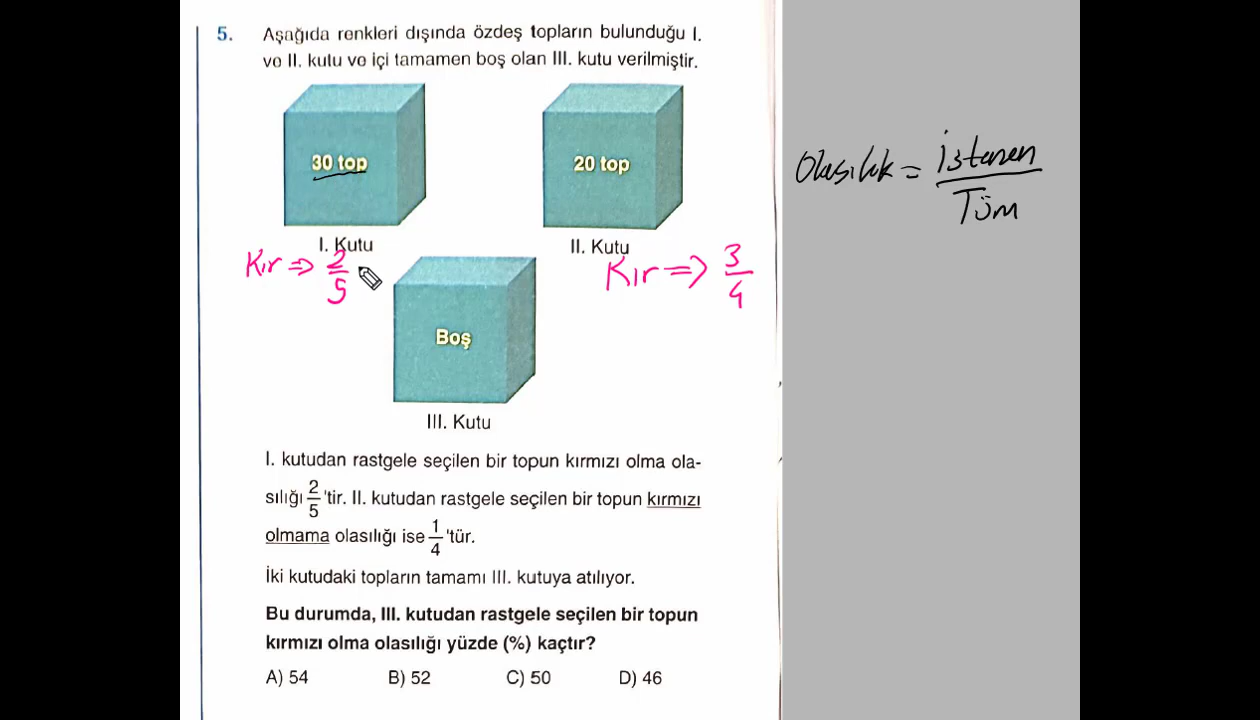 5. Aşağıda renkleri dışında özdeş topların bulunduğu I.
ve II. kutu ve içi tamamen boş olan III. kutu verilmiştir.
30 top
20 top
I. Kutu
II. Kutu
Kır ⇒ 2/5
Kır ⇒ 3/4
Boş
III. Kutu
I. kutudan rastgele seçilen bir topun kırmızı olma ola-
sılığı 2/5 'tir. II. kutudan rastgele seçilen bir topun kırmızı
olmama olasılığı ise 1/4 'tür.
İki kutudaki topların tamamı III. kutuya atılıyor.
Bu durumda, III. kutudan rastgele seçilen bir topun
kırmızı olma olasılığı yüzde (%) kaçtır?
A) 54 B) 52 C) 50 D) 46
Olasılık = İstenen/Tüm